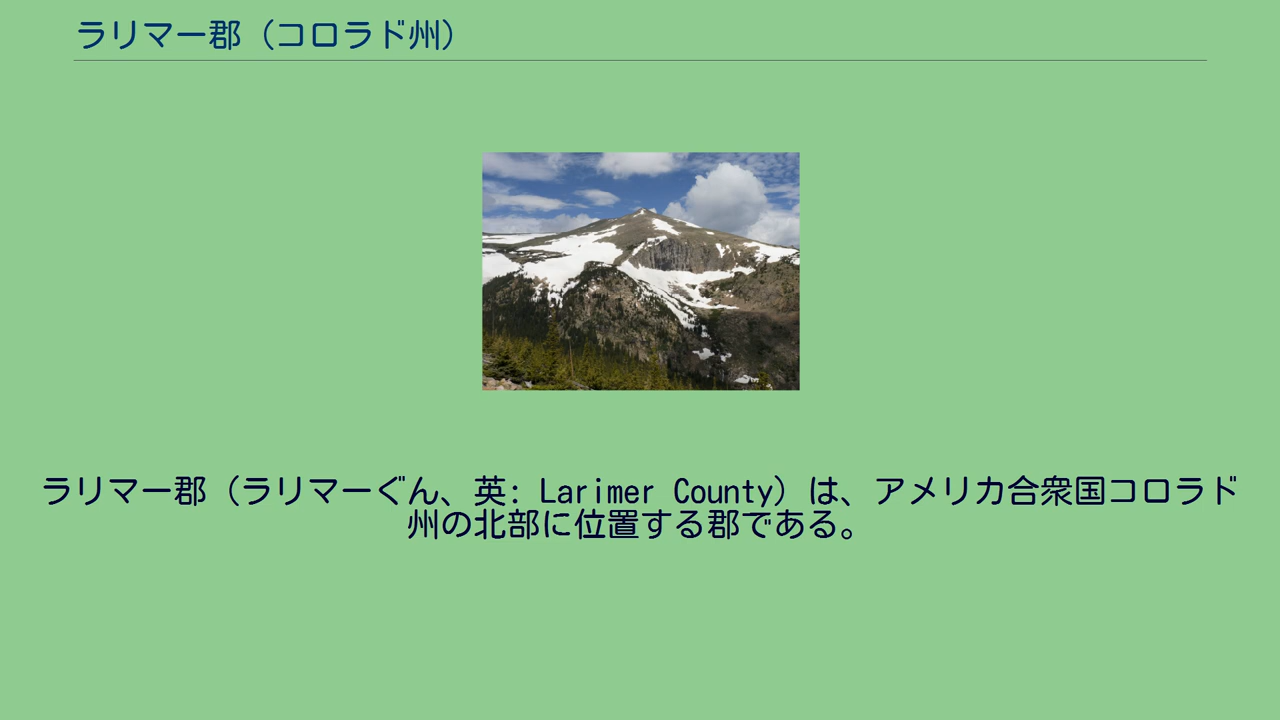 ラリマー郡（コロラド州）
ラリマー郡（ラリマーぐん、英: Larimer County）は、アメリカ合衆国コロラド
州の北部に位置する郡である。